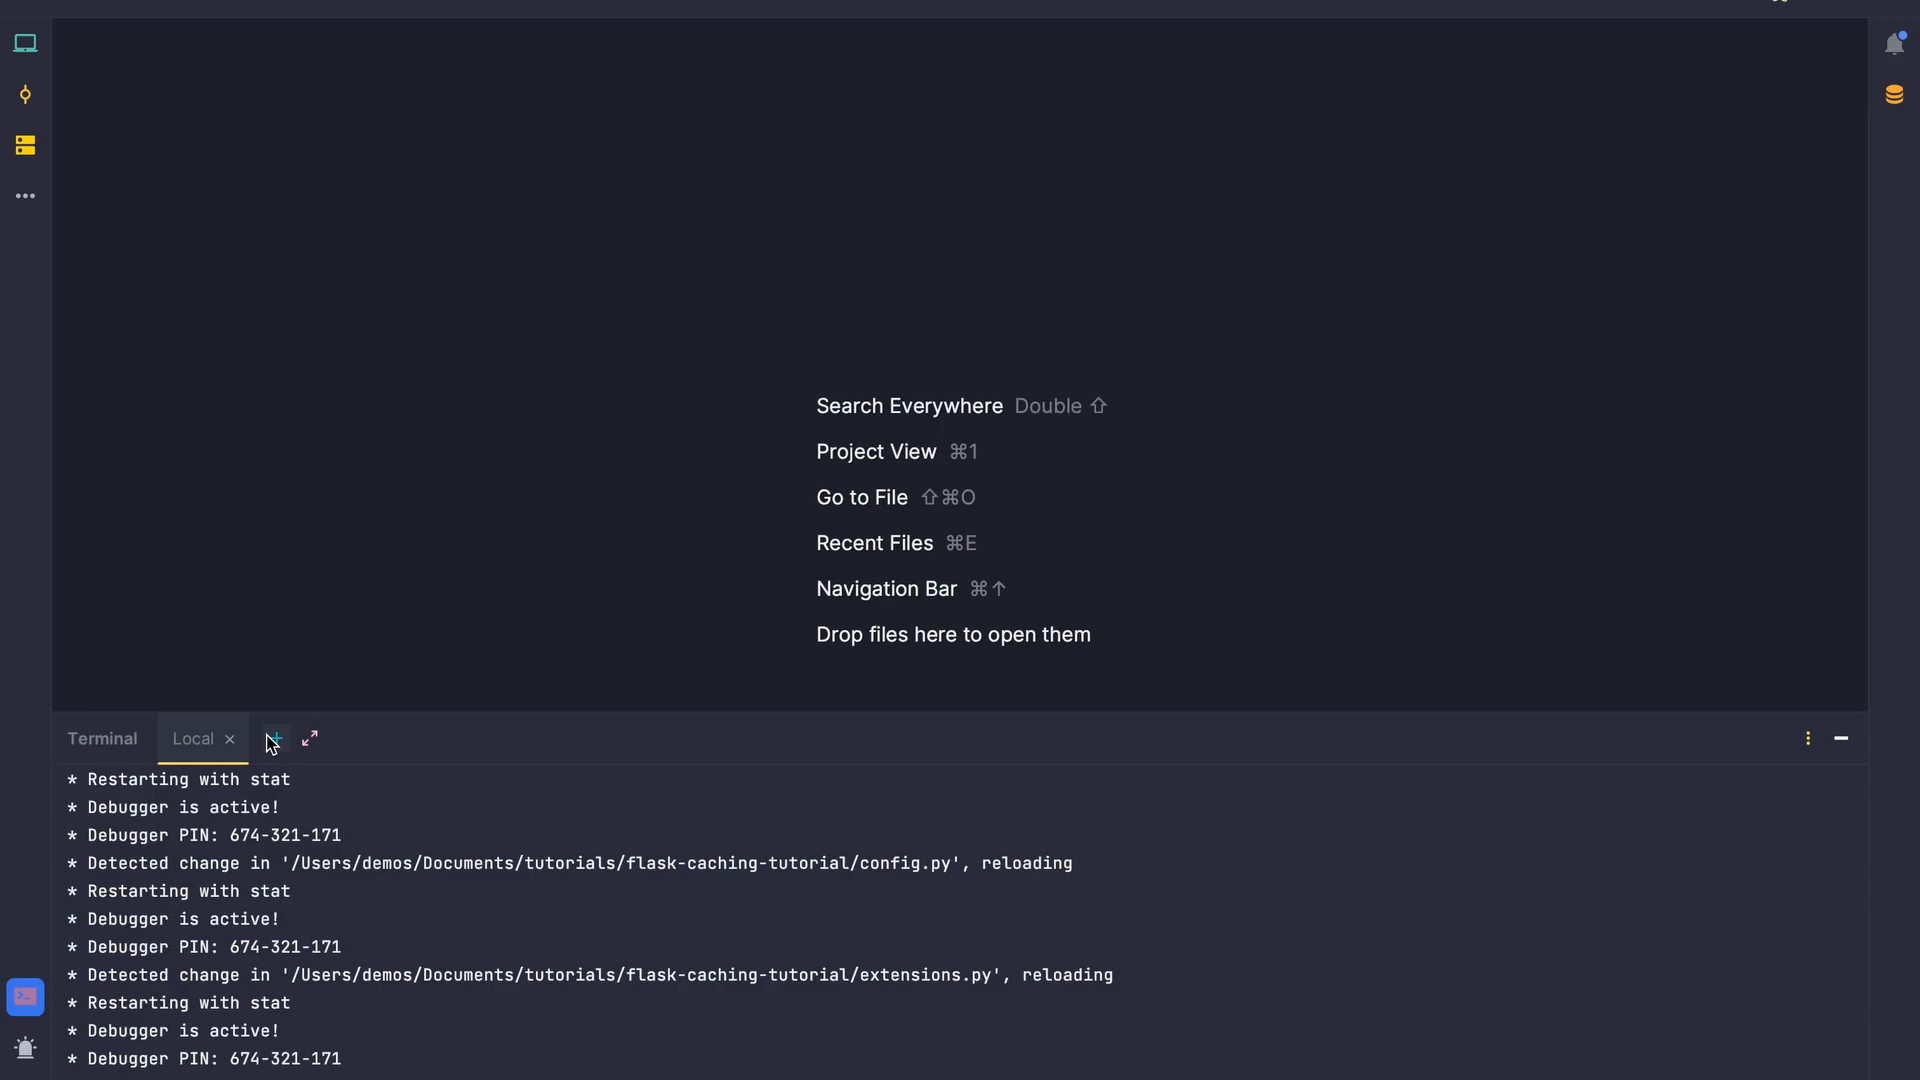 Search Everywhere Double ⇧
Project View ⌘1
Go to File ⇧⌘O
Recent Files ⌘E
Navigation Bar ⌘↑
Drop files here to open them
Terminal Local
* Restarting with stat
* Debugger is active!
* Debugger PIN: 674-321-171
* Detected change in '/Users/demos/Documents/tutorials/flask-caching-tutorial/config.py', reloading
* Restarting with stat
* Debugger is active!
* Debugger PIN: 674-321-171
* Detected change in '/Users/demos/Documents/tutorials/flask-caching-tutorial/extensions.py', reloading
* Restarting with stat
* Debugger is active!
* Debugger PIN: 674-321-171